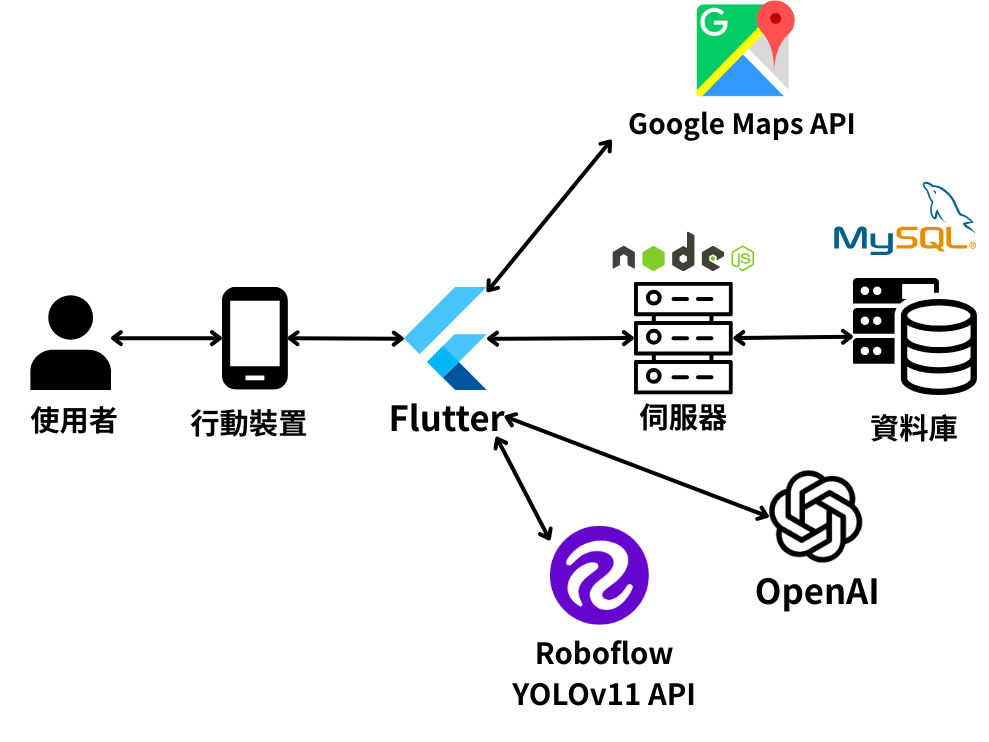 G
Google Maps API
MySQL®
node
JS
使用者
行動裝置
Flutter
伺服器
資料庫
OpenAI
Roboflow
YOLOv11 API